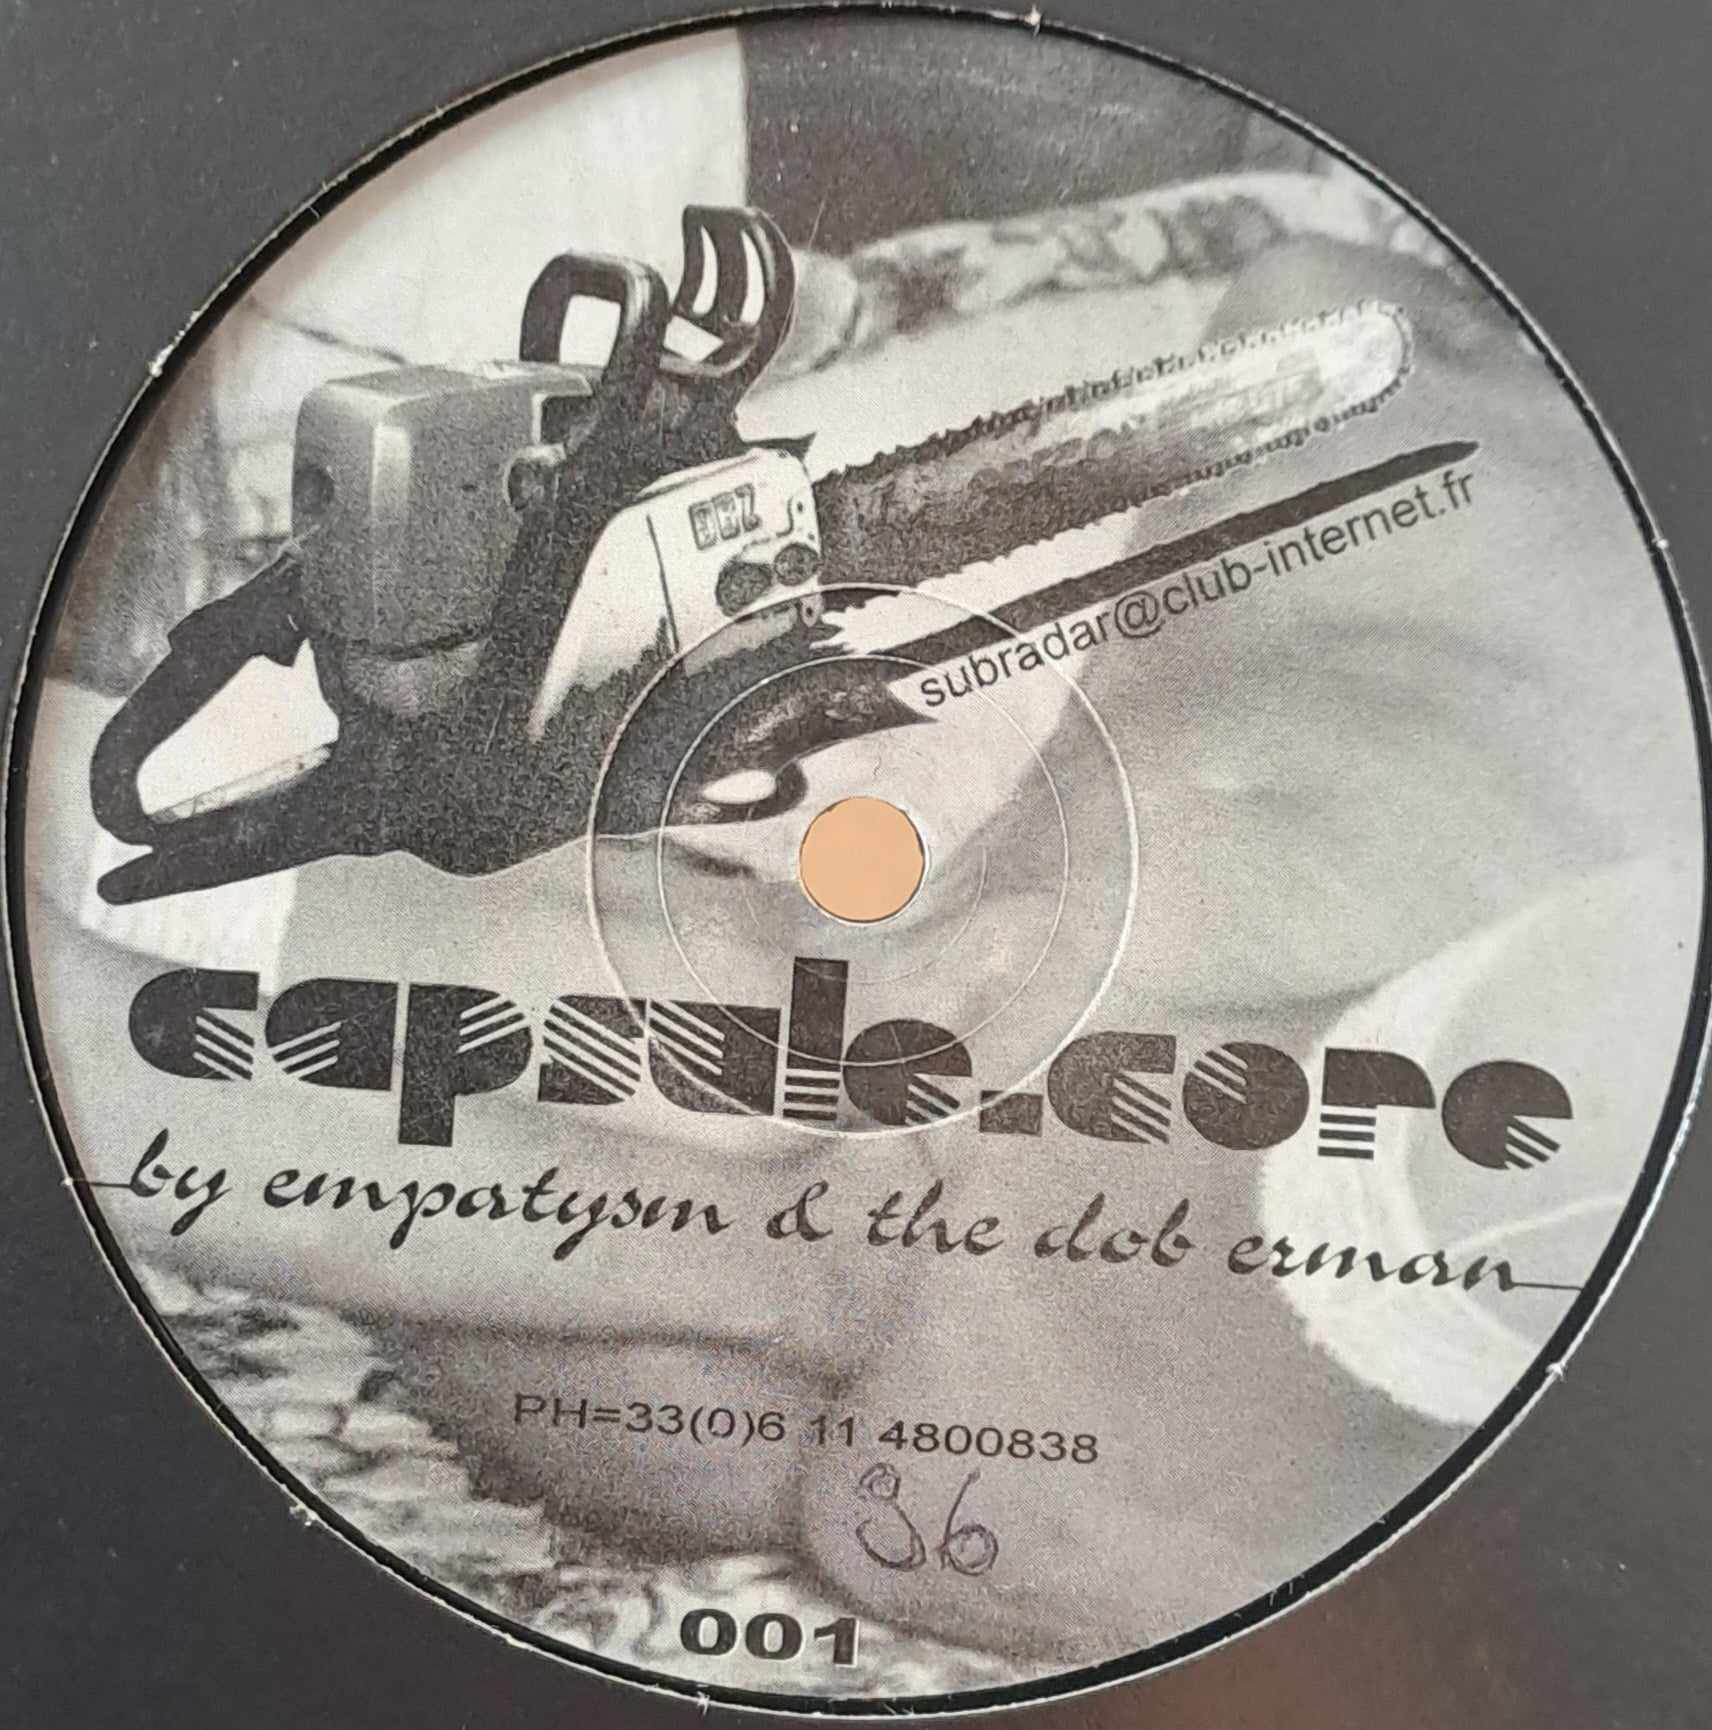 subradar@club-internet.fr
capsule.core
by empatysm & the dob erman
PH=33(0)6 11 4800838
36
001